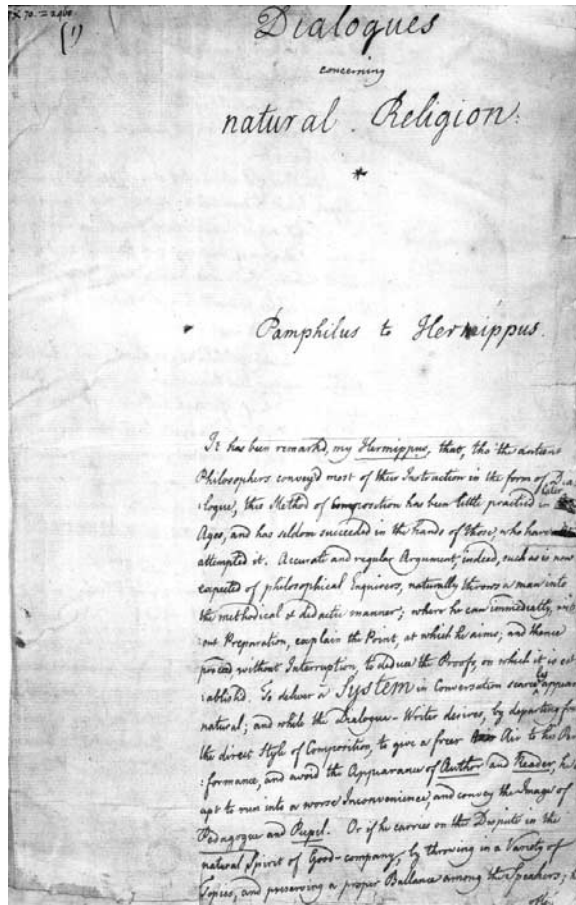 (1)
Dialogues
concerning
natural Religion.
Pamphilus to Hermippus.
It has been remarkd, my Hermippus, that, tho' the antient
Philosophers convey'd most of their Instruction in the form of Dia
:logue, this Method of Composition has been little practied in later
Ages, and has seldom succeeded in the hands of those, who have
attempted it. Accurate and regular Argument, indeed, such as is now
expected of philosophical Enquirers, naturally throws a man into
the methodical & didactic manner; where he can immediatly, with
:out Preparation, explain the Point, at which he aims; and thence
proceed, without Interruption, to deduce the Proofs, on which it is est
:ablishd. To deliver a System in Conversation scarce appears
natural; and while the Dialogue-Writer desires, by departing from
the direct Style of Composition, to give a freer Air to his Per
:formance, and avoid the Appearance of Author and Reader, he is
apt to run into a worse Inconvenience, and convey the Image of
Pedagogue and Pupil. Or if he carries on the Dispute in the
natural Spirit of Good-company, by throwing in a Variety of
Topics, and preserving a proper Ballance among the Speakers;